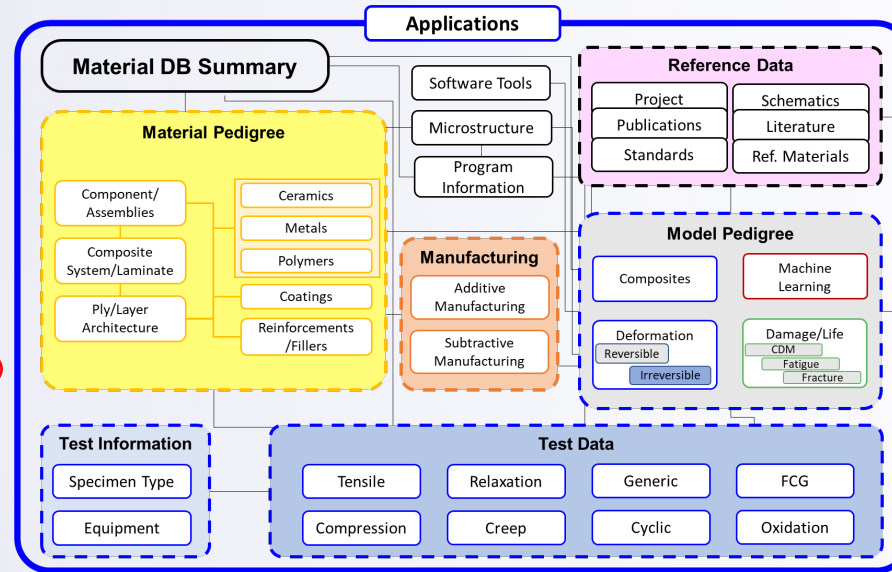 Applications
Material DB Summary
Software Tools
Microstructure
Program
Information
Reference Data
Project
Publications
Standards
Schematics
Literature
Ref. Materials
Material Pedigree
Component/
Assemblies
Composite
System/Laminate
Ply/Layer
Architecture
Ceramics
Metals
Polymers
Coatings
Reinforcements
/Fillers
Manufacturing
Additive
Manufacturing
Subtractive
Manufacturing
Model Pedigree
Composites
Machine
Learning
Deformation
Reversible
Irreversible
Damage/Life
CDM
Fatigue
Fracture
Test Information
Specimen Type
Equipment
Test Data
Tensile
Relaxation
Generic
FCG
Compression
Creep
Cyclic
Oxidation